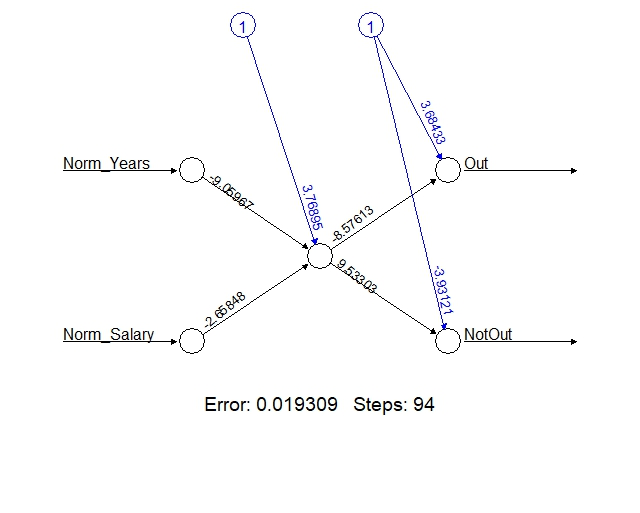 1
1
3.68433
Norm_Years
Out
-9.05967
3.76895
-8.57613
9.53303
-2.65848
-3.93121
Norm_Salary
NotOut
Error: 0.019309 Steps: 94